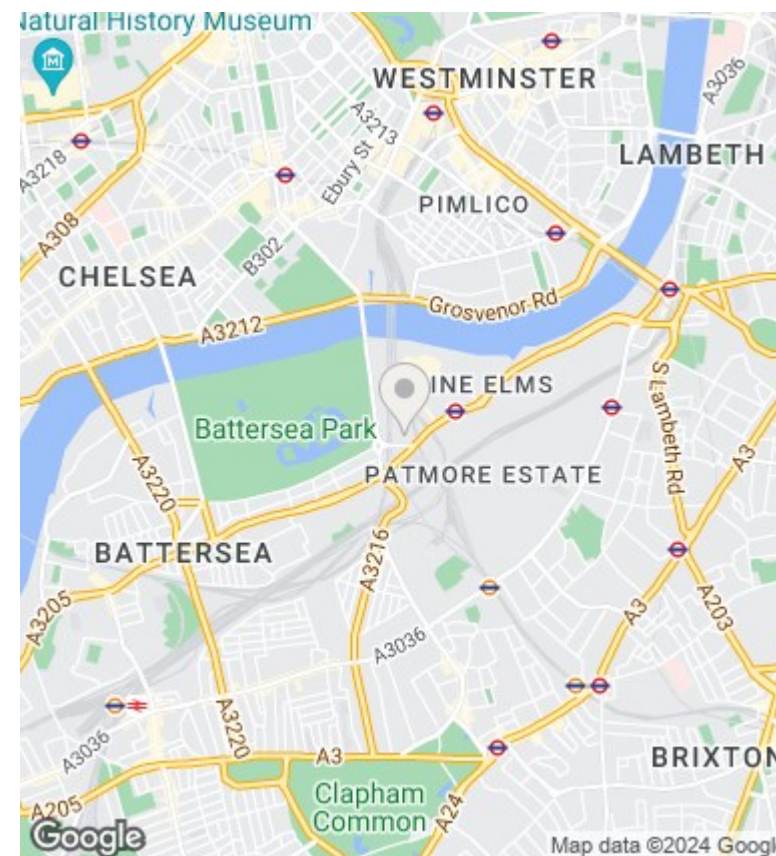 Natural History Museum
WESTMINSTER
A3036
A3213
A3218
Ebury St
LAMBETH
PIMLICO
A308
B302
CHELSEA
Grosvenor Rd
A3212
INE ELMS
S Lambeth Rd
Battersea Park
A3
A3220
PATMORE ESTATE
BATTERSEA
A3216
A3205
A3
A203
A3036
A3220
A3036
A3
BRIXTON
A205
Clapham
Common
A24
Google
Map data ©2024 Googl